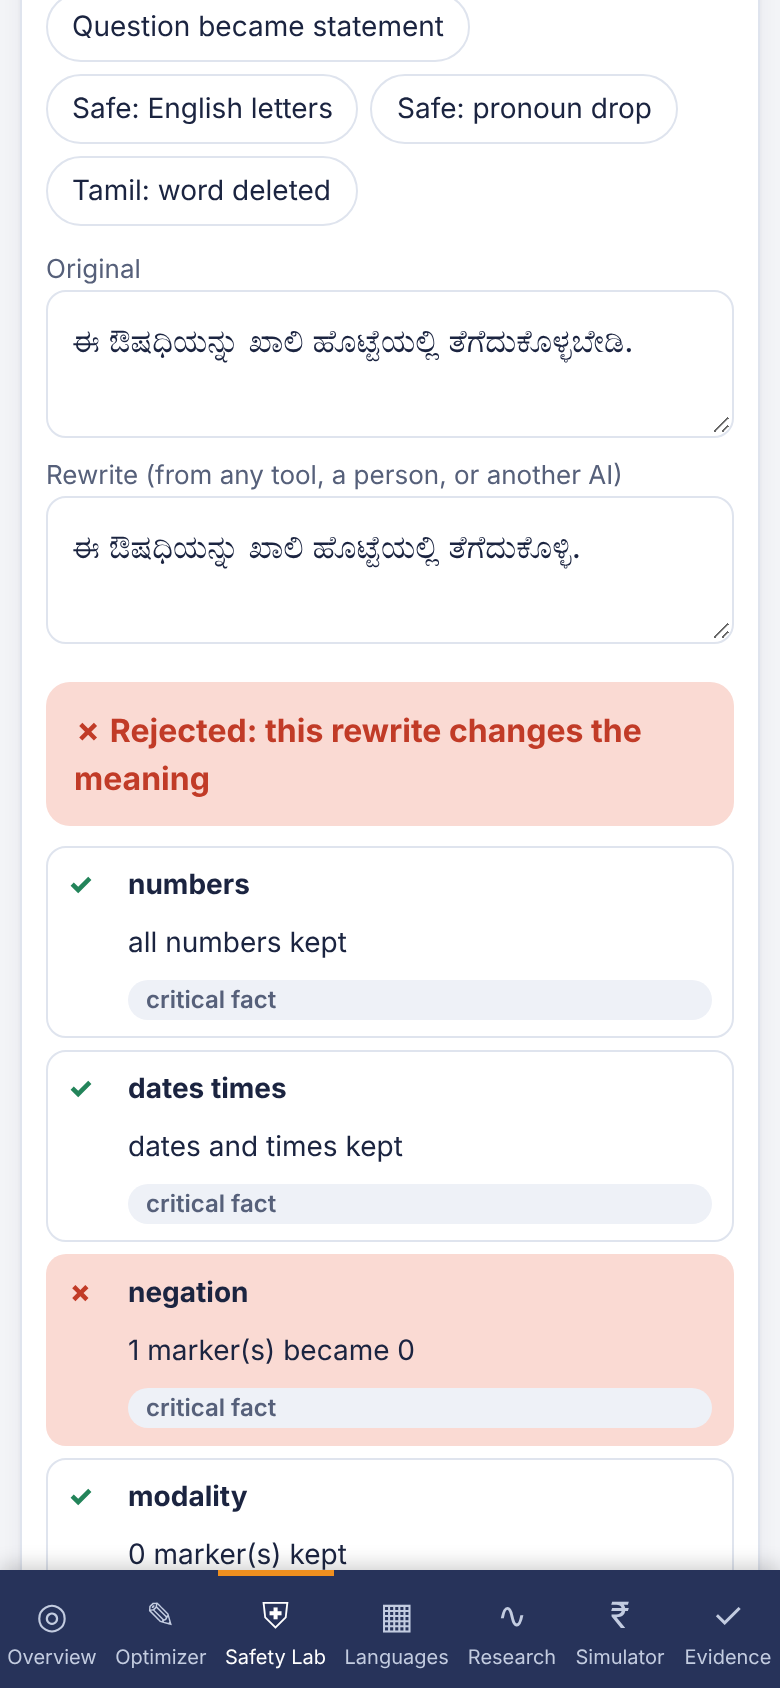 Question became statement
Safe: English letters
Safe: pronoun drop
Tamil: word deleted
Original
ಈ ಔಷಧಿಯನ್ನು ಖಾಲಿ ಹೊಟ್ಟೆಯಲ್ಲಿ ತೆಗೆದುಕೊಳ್ಳಬೇಡಿ.
Rewrite (from any tool, a person, or another AI)
ಈ ಔಷಧಿಯನ್ನು ಖಾಲಿ ಹೊಟ್ಟೆಯಲ್ಲಿ ತೆಗೆದುಕೊಳ್ಳಿ.
× Rejected: this rewrite changes the
meaning
✓ numbers
all numbers kept
critical fact
✓ dates times
dates and times kept
critical fact
× negation
1 marker(s) became 0
critical fact
✓ modality
0 marker(s) kept
Overview
Optimizer
Safety Lab
Languages
Research
₹
Simulator
Evidence